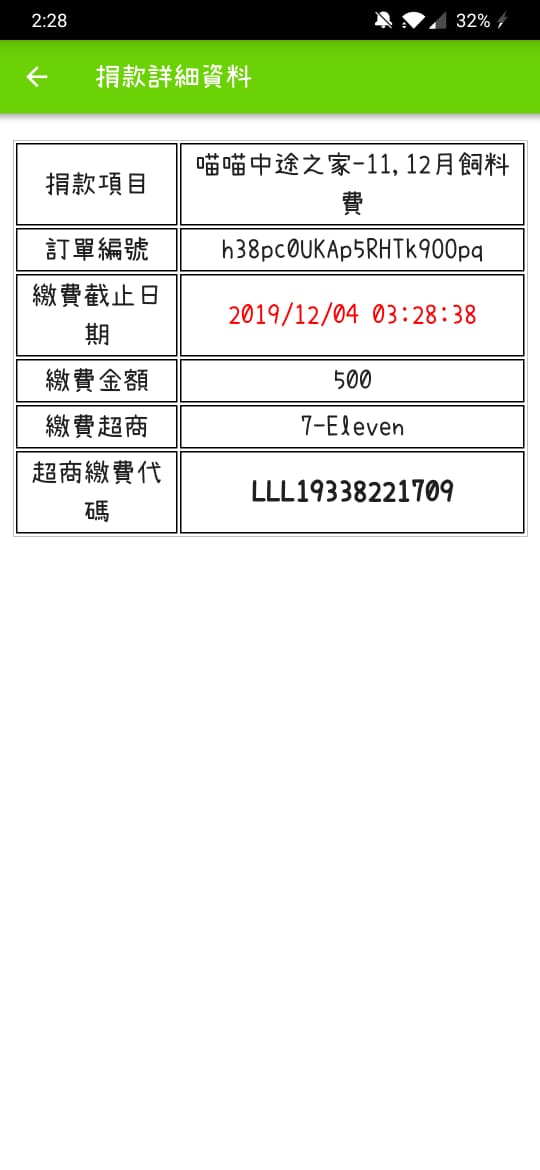 2:28
32%
捐款詳細資料
捐款項目
喵喵中途之家-11,12月飼料
費
訂單編號
h38pc0UKAp5RHTk9OOpq
繳費截止日
期
2019/12/04 03:28:38
繳費金額
500
繳費超商
7-Eleven
超商繳費代
碼
LLL19338221709